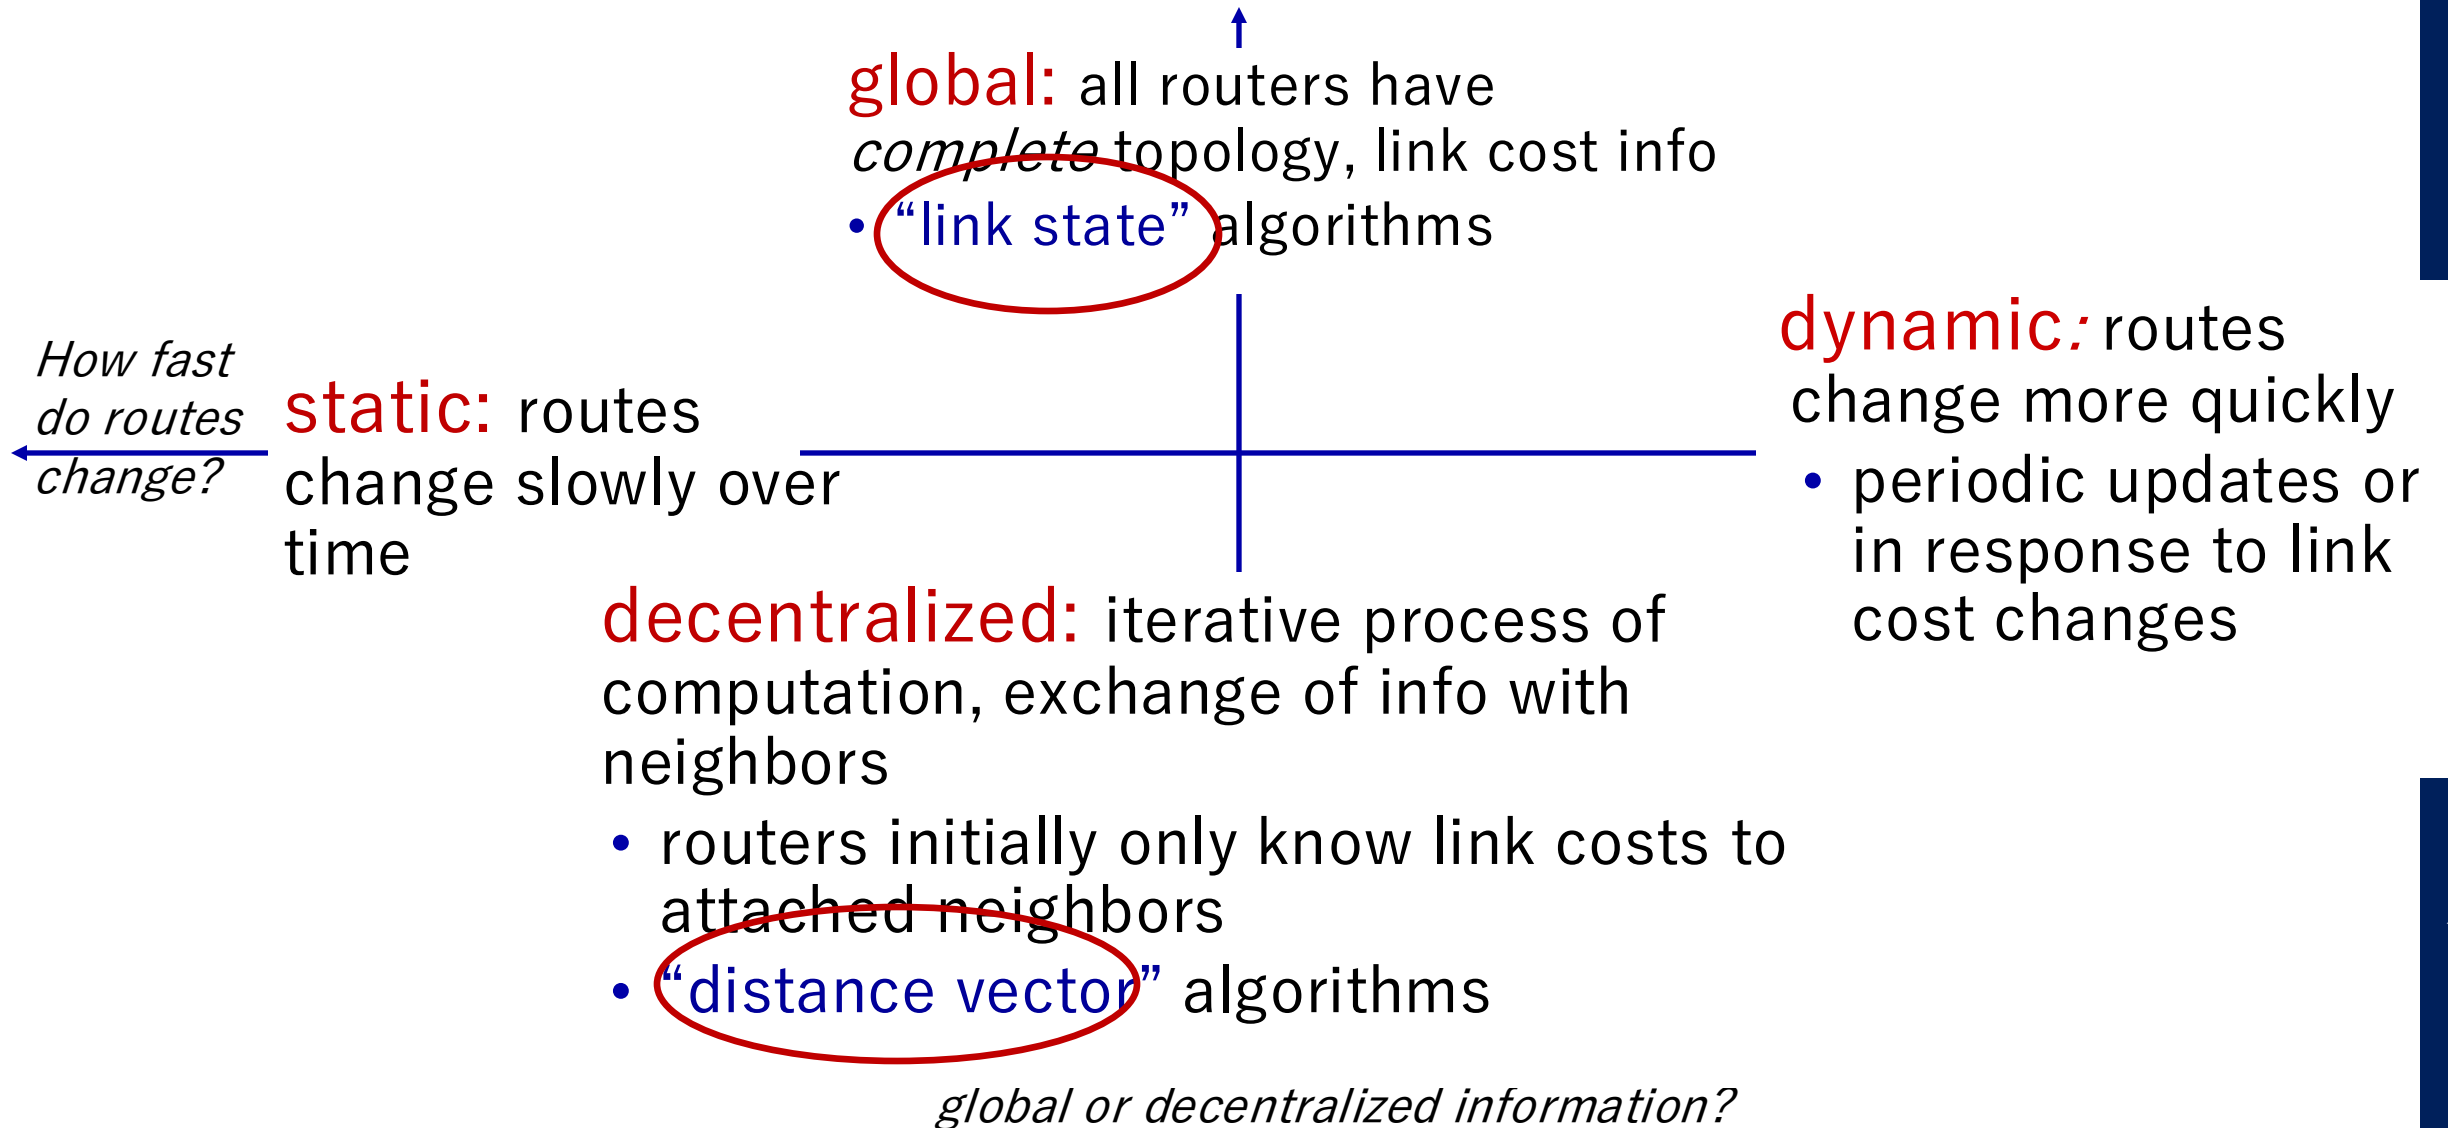 global: all routers have
complete topology, link cost info
• “link state” algorithms
How fast
do routes
change?
static: routes
change slowly over
time
dynamic: routes
change more quickly
• periodic updates or
in response to link
cost changes
decentralized: iterative process of
computation, exchange of info with
neighbors
• routers initially only know link costs to
attached neighbors
• “distance vector” algorithms
global or decentralized information?